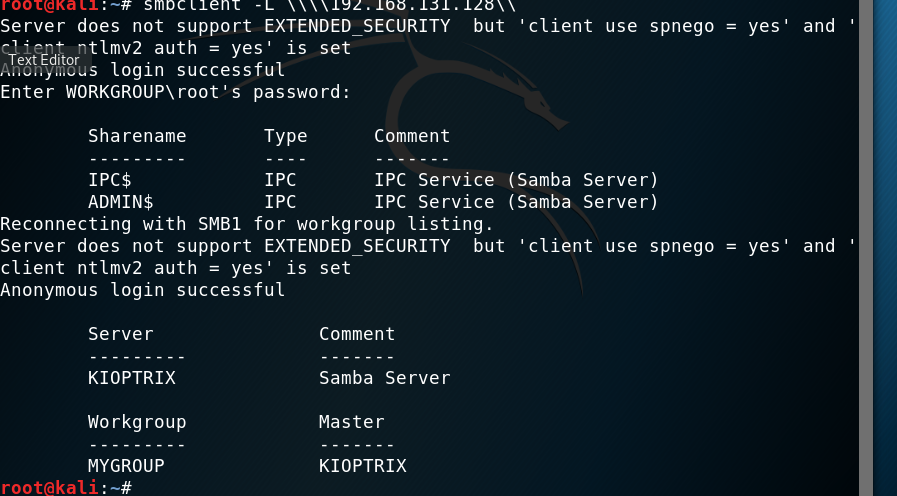 root@kali:~# smbclient -L \\\\192.168.131.128\\
Server does not support EXTENDED_SECURITY  but 'client use spnego = yes' and '
client ntlmv2 auth = yes' is set
Text Editor
Anonymous login successful
Enter WORKGROUP\root's password:
Sharename       Type      Comment
---------       ----      -------
IPC$            IPC       IPC Service (Samba Server)
ADMIN$          IPC       IPC Service (Samba Server)
Reconnecting with SMB1 for workgroup listing.
Server does not support EXTENDED_SECURITY  but 'client use spnego = yes' and '
client ntlmv2 auth = yes' is set
Anonymous login successful
Server               Comment
---------            -------
KIOPTRIX             Samba Server
Workgroup            Master
---------            -------
MYGROUP              KIOPTRIX
root@kali:~#